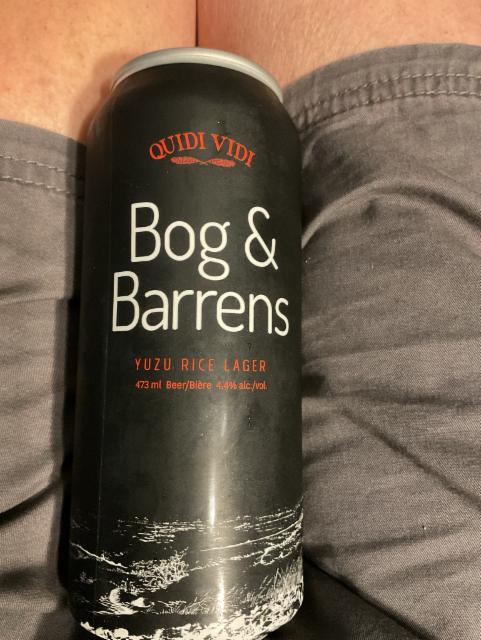 QUIDI VIDI
Bog &
Barrens
YUZU RICE LAGER
473 ml Beer/Bière 4.4% alc./vol.